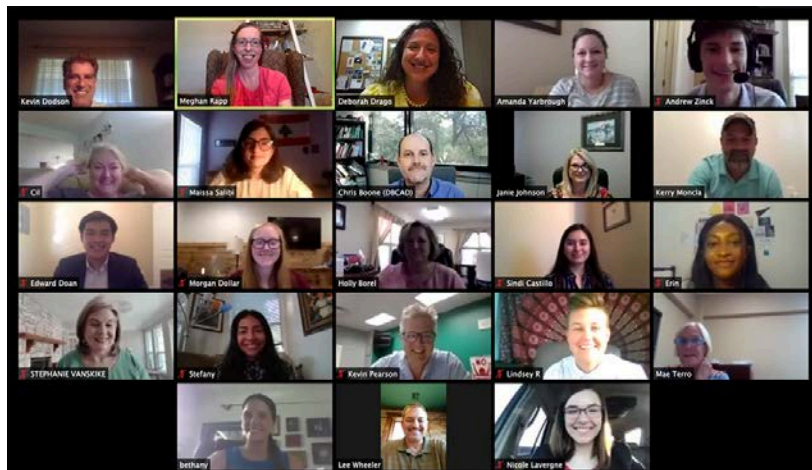 Kevin Dodson
Meghan Rapp
Deborah Drago
Amanda Yarbrough
Andrew Zinck
Cil
Maissa Salibi
Chris Boone (DBCAD)
Janie Johnson
Kerry Moncla
Edward Doan
Morgan Dollar
Holly Borel
Sindi Castillo
Erin
STEPHANIE VANSKIKE
Stefany
Kevin Pearson
Lindsey R
Mae Terro
bethany
Lee Wheeler
Nicole Lavergne